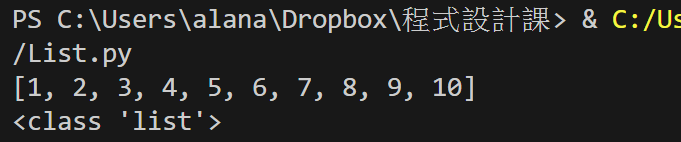 PS C:\Users\alana\Dropbox\程式設計課> & C:/Us
/List.py
[1, 2, 3, 4, 5, 6, 7, 8, 9, 10]
<class 'list'>